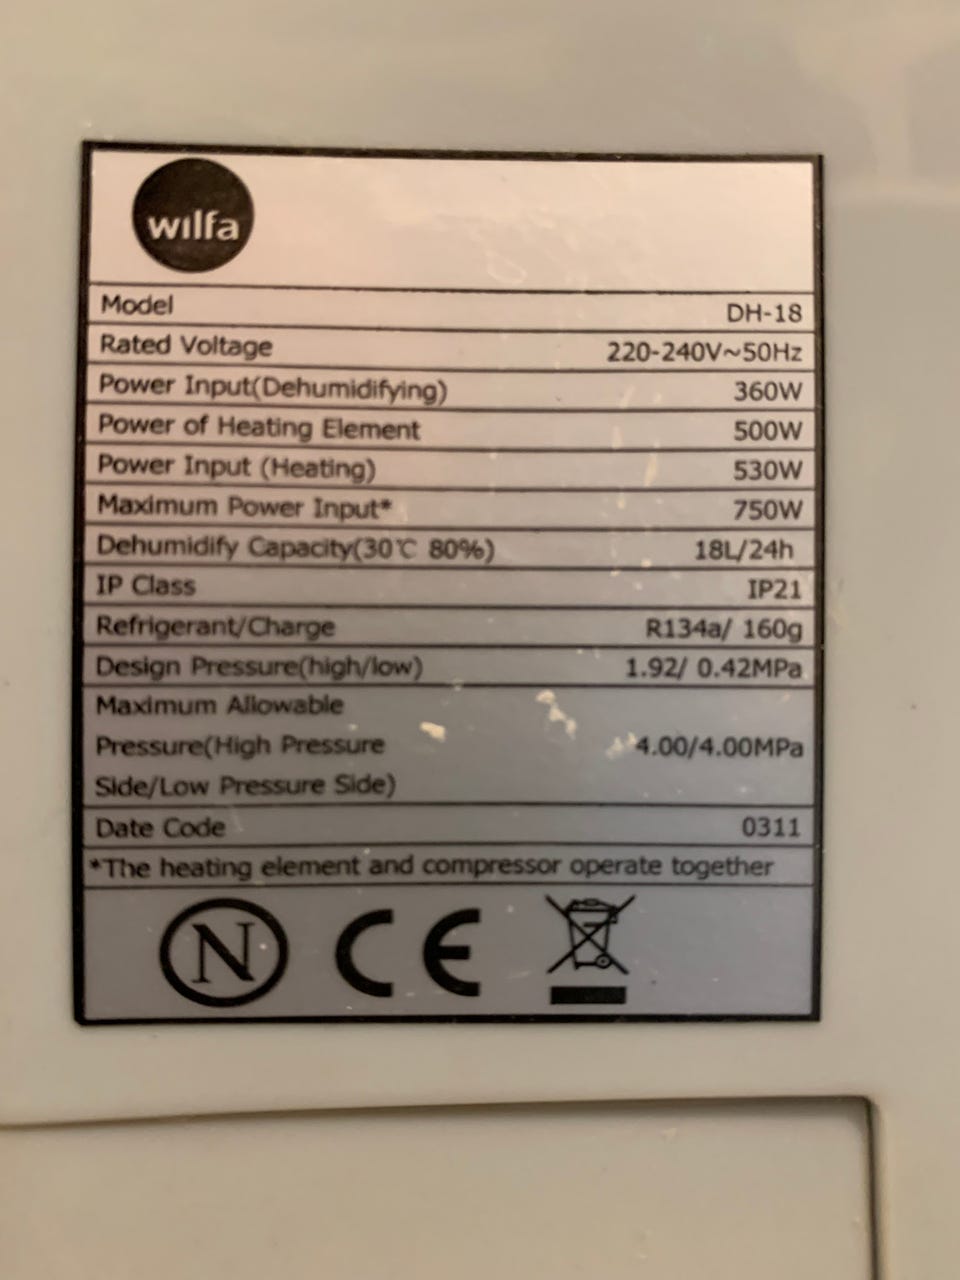 wilfa
Model DH-18
Rated Voltage 220-240V~50Hz
Power Input(Dehumidifying) 360W
Power of Heating Element 500W
Power Input (Heating) 530W
Maximum Power Input* 750W
Dehumidify Capacity(30℃ 80%) 18L/24h
IP Class IP21
Refrigerant/Charge R134a/ 160g
Design Pressure(high/low) 1.92/ 0.42MPa
Maximum Allowable
Pressure(High Pressure 4.00/4.00MPa
Side/Low Pressure Side)
Date Code 0311
*The heating element and compressor operate together
N CE